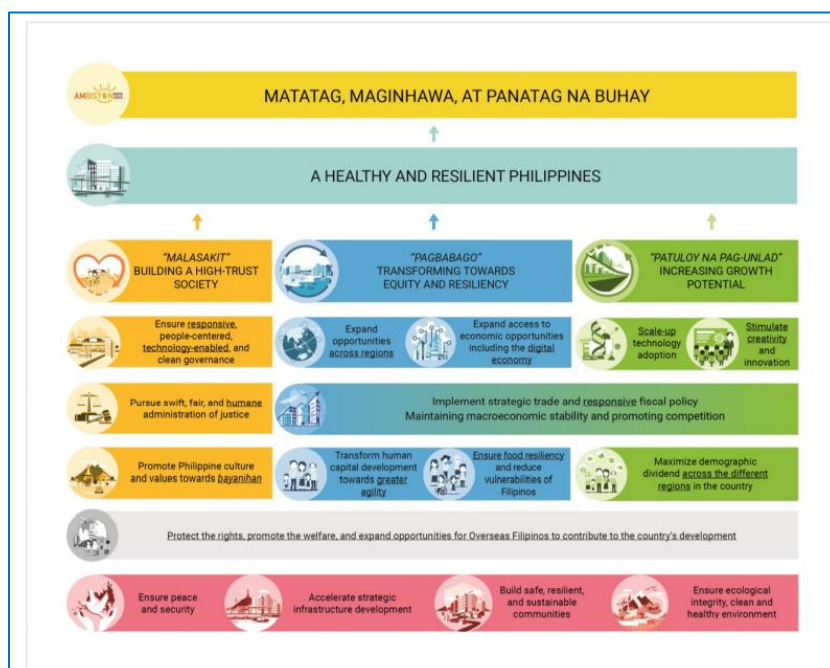 AMBISYON
MATATAG, MAGINHAWA, AT PANATAG NA BUHAY
A HEALTHY AND RESILIENT PHILIPPINES
"MALASAKIT"
BUILDING A HIGH-TRUST
SOCIETY
"PAGBABAGO"
TRANSFORMING TOWARDS
EQUITY AND RESILIENCY
"PATULOY NA PAG-UNLAD"
INCREASING GROWTH
POTENTIAL
Ensure responsive,
people-centered,
technology-enabled, and
clean governance
Expand
opportunities
across regions
Expand access to
economic opportunities
including the digital
economy
Scale-up
technology
adoption
Stimulate
creativity and
innovation
Pursue swift, fair, and humane
administration of justice
Implement strategic trade and responsive fiscal policy
Maintaining macroeconomic stability and promoting competition
Promote Philippine culture
and values towards bayanihan
Transform human
capital development
towards greater
agility
Ensure food resiliency
and reduce
vulnerabilities of
Filipinos
Maximize demographic
dividend across the different
regions in the country
Protect the rights, promote the welfare, and expand opportunities for Overseas Filipinos to contribute to the country's development
Ensure peace
and security
Accelerate strategic
infrastructure development
Build safe, resilient,
and sustainable
communities
Ensure ecological
integrity, clean and
healthy environment